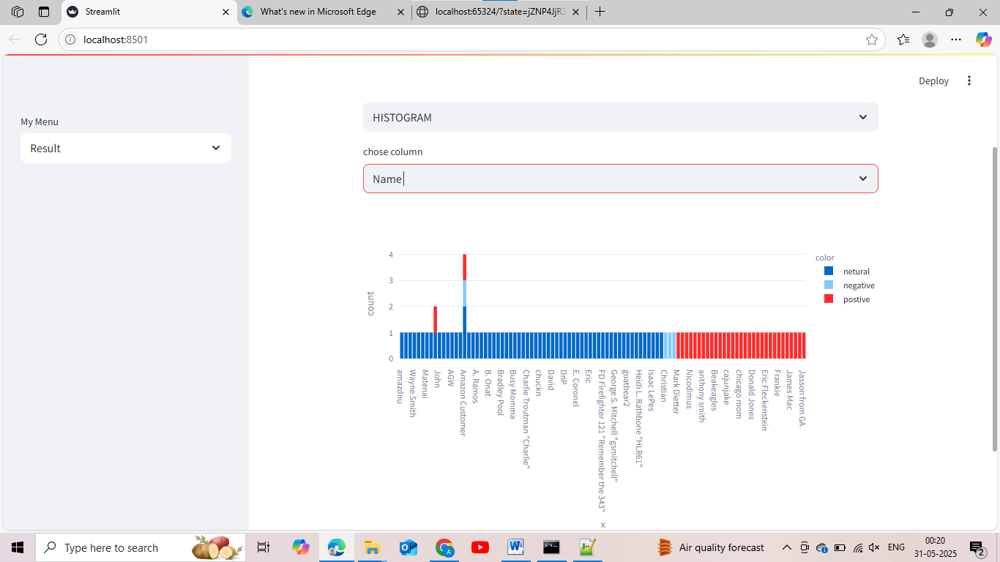 Streamlit
What's new in Microsoft Edge
localhost:65324/?state=jZNP4JjR3
localhost:8501
Deploy
My Menu
Result
HISTOGRAM
chose column
Name
4
3
2
1
0
count
color
netural
negative
postive
amazdnu
Wayne Smith
Matenai
John
AGW
Amazon Customer
A. Ramos
B. Onat
Bradley Pool
Busy Momma
Charlie Troutman "Charlie"
chuckn
David
DnP
E. Coronel
Eric
FD Firefighter 121 "Remember the 343"
George S. Mitchell "gsmitchell"
goatbear2
Heidi L. Rathbone "HLR61"
Isaac LePes
Christian
Mark Dietter
Nicodimus
anthony smith
Beakeagles
cajunjake
chicago mom
Donald Jones
Eric Fleckenstein
Frankie
James Mac
Jasson from GA
x
Type here to search
Air quality forecast
ENG
00:20
31-05-2025
2